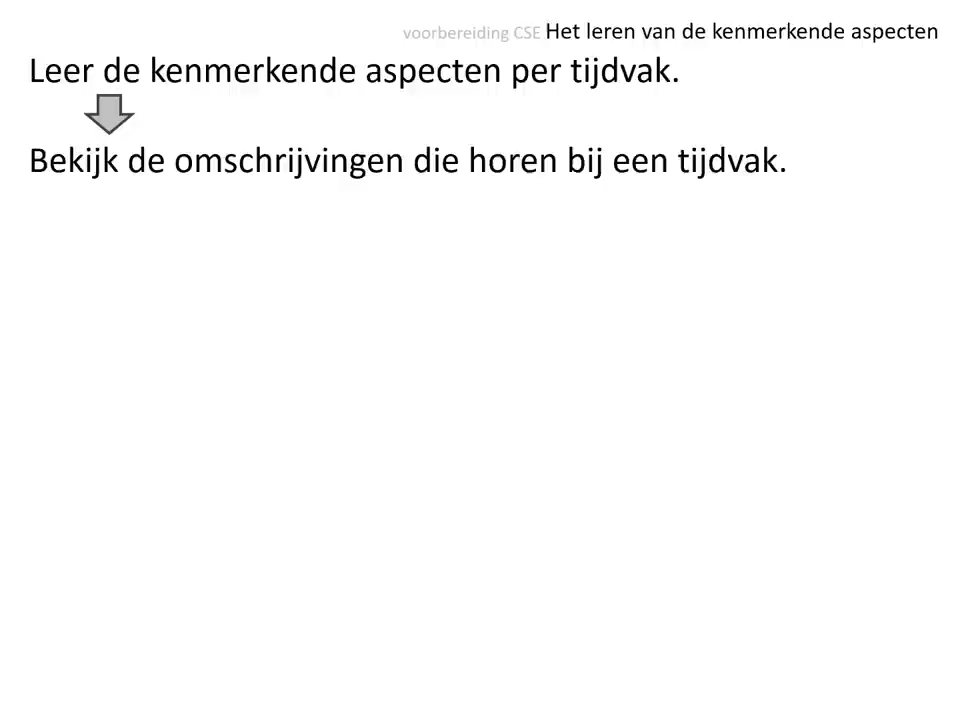 voorbereiding CSE Het leren van de kenmerkende aspecten
Leer de kenmerkende aspecten per tijdvak.
Bekijk de omschrijvingen die horen bij een tijdvak.